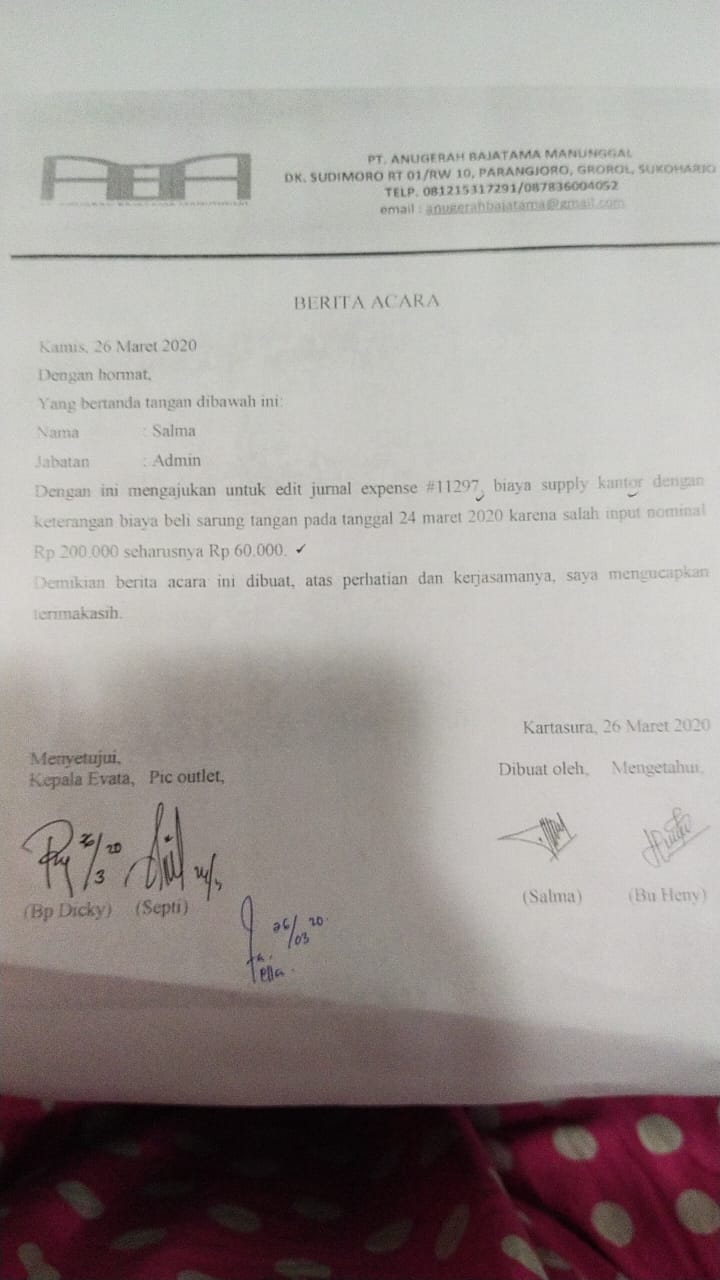 ABA
PT. ANUGERAH BAJATAMA MANUNGGAL
DK. SUDIMORO RT 01/RW 10, PARANGJORO, GROROL, SUKOHARJO
TELP. 081215317291/087836004052
email : anugerahbajatama@gmail.com
BERITA ACARA
Kamis, 26 Maret 2020
Dengan hormat,
Yang bertanda tangan dibawah ini:
Nama : Salma
Jabatan : Admin
Dengan ini mengajukan untuk edit jurnal expense #11297, biaya supply kantor dengan
keterangan biaya beli sarung tangan pada tanggal 24 maret 2020 karena salah input nominal
Rp 200.000 seharusnya Rp 60.000. ✓
Demikian berita acara ini dibuat, atas perhatian dan kerjasamanya, saya mengucapkan
terimakasih.
Kartasura, 26 Maret 2020
Menyetujui,
Kepala Evata, Pic outlet,
Dibuat oleh, Mengetahui,
26/3 20
(Bp Dicky) (Septi)
(Salma) (Bu Heny)
26/03 20